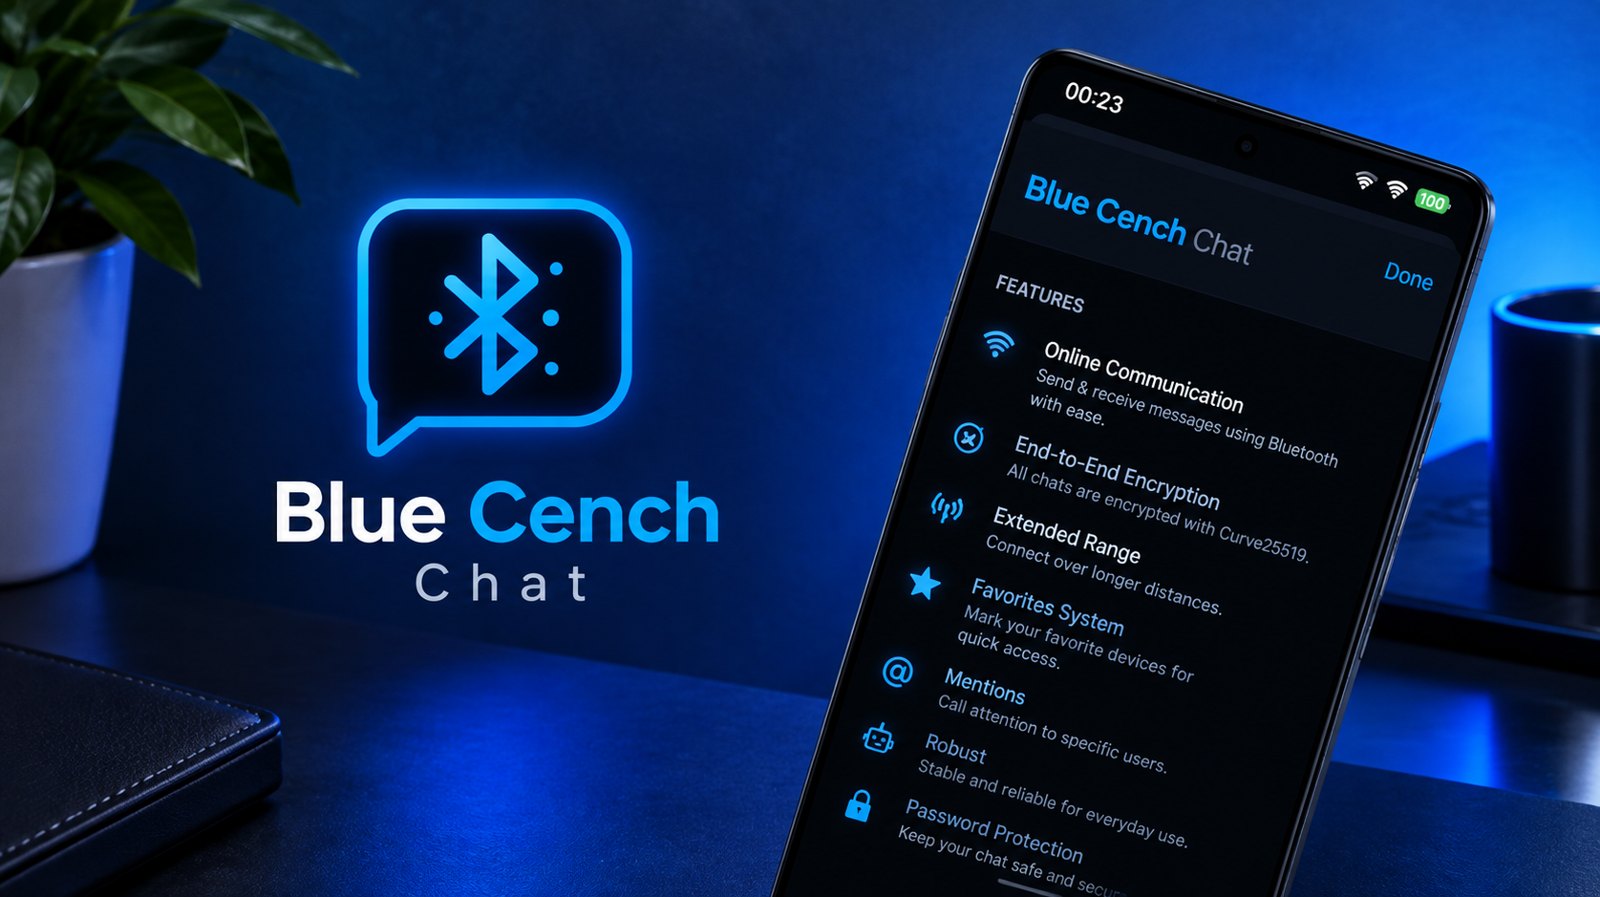 Blue Cench
Chat
00:23
100
Blue Cench Chat
Done
FEATURES
Online Communication
Send & receive messages using Bluetooth
with ease.
End-to-End Encryption
All chats are encrypted with Curve25519.
Extended Range
Connect over longer distances.
Favorites System
Mark your favorite devices for
quick access.
Mentions
Call attention to specific users.
Robust
Stable and reliable for everyday use.
Password Protection
Keep your chat safe and secure